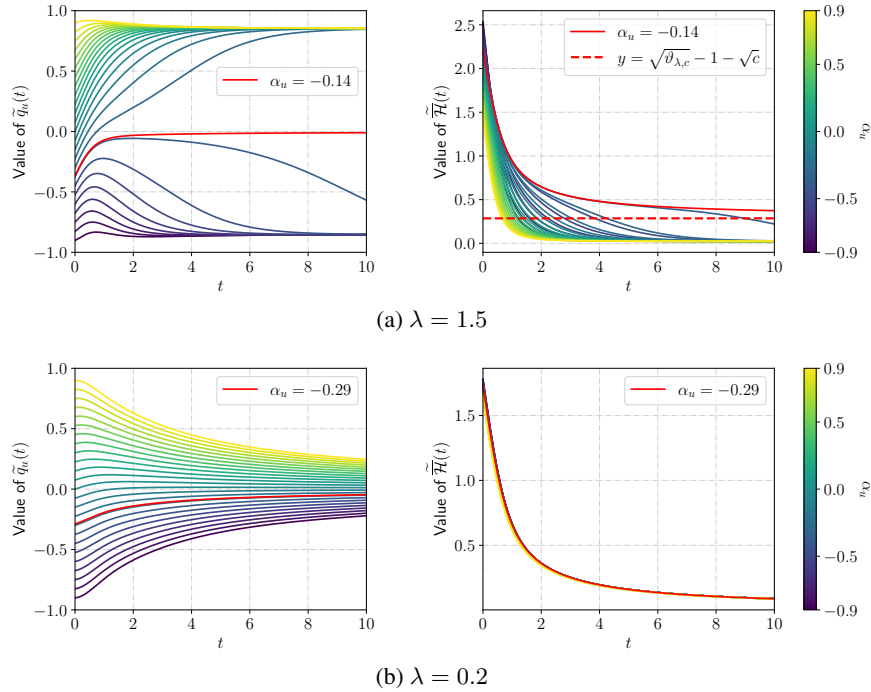 1.0
0.5
0.0
−0.5
−1.0
Value of q̃_u(t)
α_u = −0.14
0 2 4 6 8 10
t
2.5
2.0
1.5
1.0
0.5
0.0
Value of \widetilde{\overline{ℋ}}(t)
α_u = −0.14
y = √ϑ_{λ,c} − 1 − √c
0 2 4 6 8 10
t
0.9
0.5
0.0
−0.5
−0.9
α_u
(a) λ = 1.5
1.0
0.5
0.0
−0.5
−1.0
Value of q̃_u(t)
α_u = −0.29
0 2 4 6 8 10
t
1.5
1.0
0.5
Value of \widetilde{\overline{ℋ}}(t)
α_u = −0.29
0 2 4 6 8 10
t
0.9
0.5
0.0
−0.5
−0.9
α_u
(b) λ = 0.2